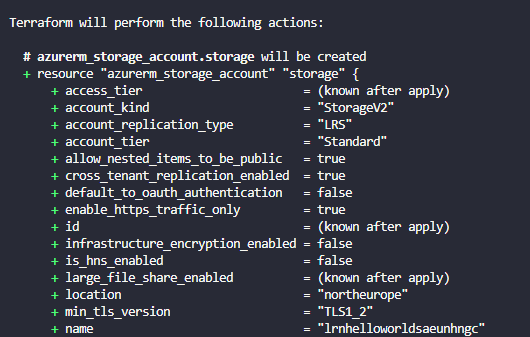 Terraform will perform the following actions:
# azurerm_storage_account.storage will be created
+ resource "azurerm_storage_account" "storage" {
+ access_tier = (known after apply)
+ account_kind = "StorageV2"
+ account_replication_type = "LRS"
+ account_tier = "Standard"
+ allow_nested_items_to_be_public = true
+ cross_tenant_replication_enabled = true
+ default_to_oauth_authentication = false
+ enable_https_traffic_only = true
+ id = (known after apply)
+ infrastructure_encryption_enabled = false
+ is_hns_enabled = false
+ large_file_share_enabled = (known after apply)
+ location = "northeurope"
+ min_tls_version = "TLS1_2"
+ name = "lrnhelloworldsaeunhngc"